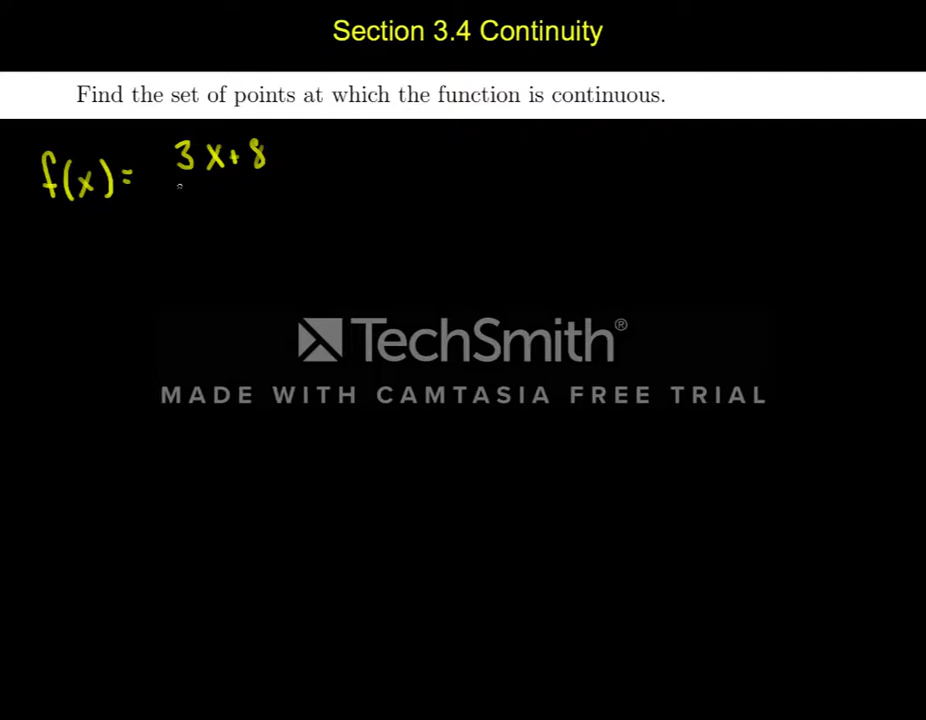 Section 3.4 Continuity
Find the set of points at which the function is continuous.
f(x) = 3x+8
TechSmith®
MADE WITH CAMTASIA FREE TRIAL